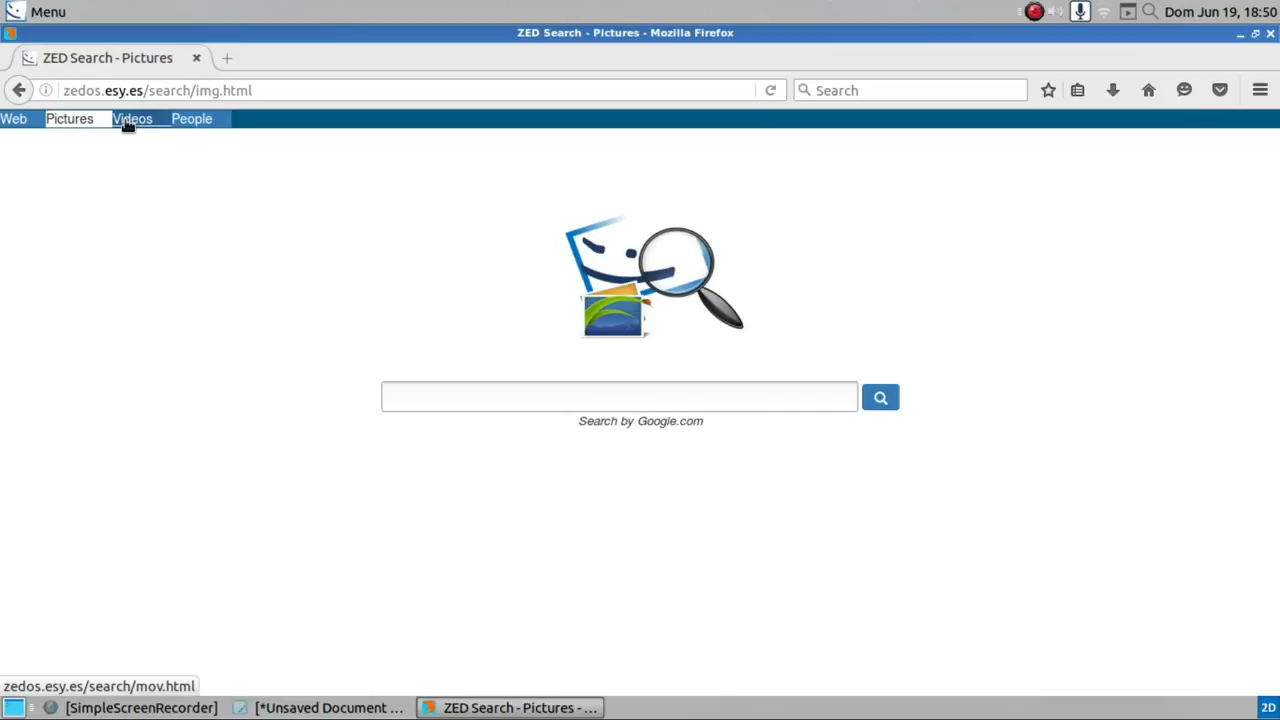 Menu
Dom Jun 19, 18:50
ZED Search - Pictures - Mozilla Firefox
ZED Search - Pictures
zedos.esy.es/search/img.html
Search
Web Pictures Videos People
Search by Google.com
zedos.esy.es/search/mov.html
[SimpleScreenRecorder] [*Unsaved Document ... ZED Search - Pictures - ... 2D